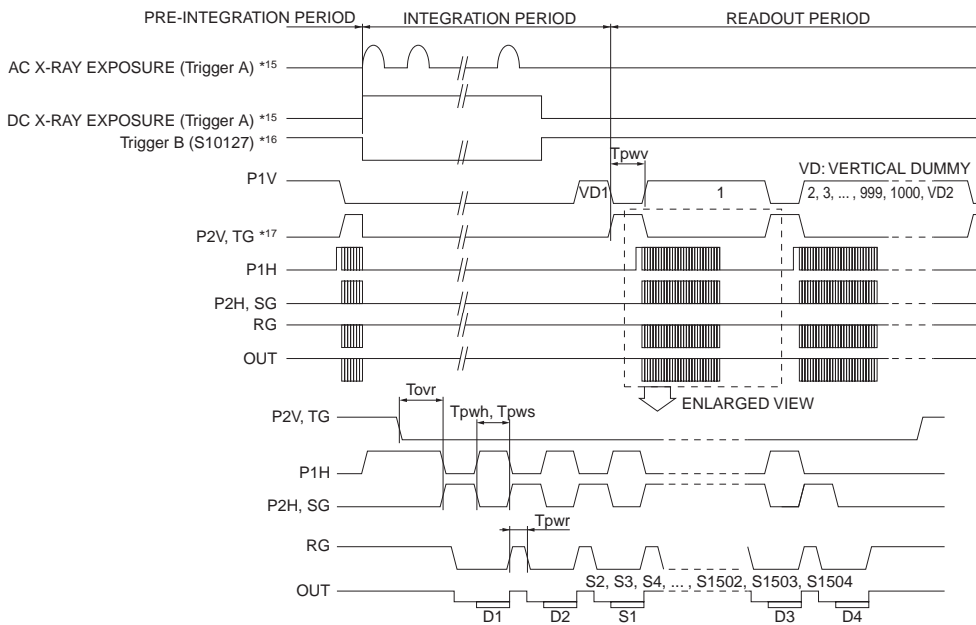 PRE-INTEGRATION PERIOD INTEGRATION PERIOD READOUT PERIOD
AC X-RAY EXPOSURE (Trigger A) *15
DC X-RAY EXPOSURE (Trigger A) *15
Trigger B (S10127) *16
Tpwv
VD: VERTICAL DUMMY
P1V VD1 1 2, 3, ... , 999, 1000, VD2
P2V, TG *17
P1H
P2H, SG
RG
OUT
ENLARGED VIEW
Tovr
Tpwh, Tpws
P2V, TG
P1H
P2H, SG
Tpwr
RG
S2, S3, S4, ... , S1502, S1503, S1504
OUT
D1 D2 S1 D3 D4